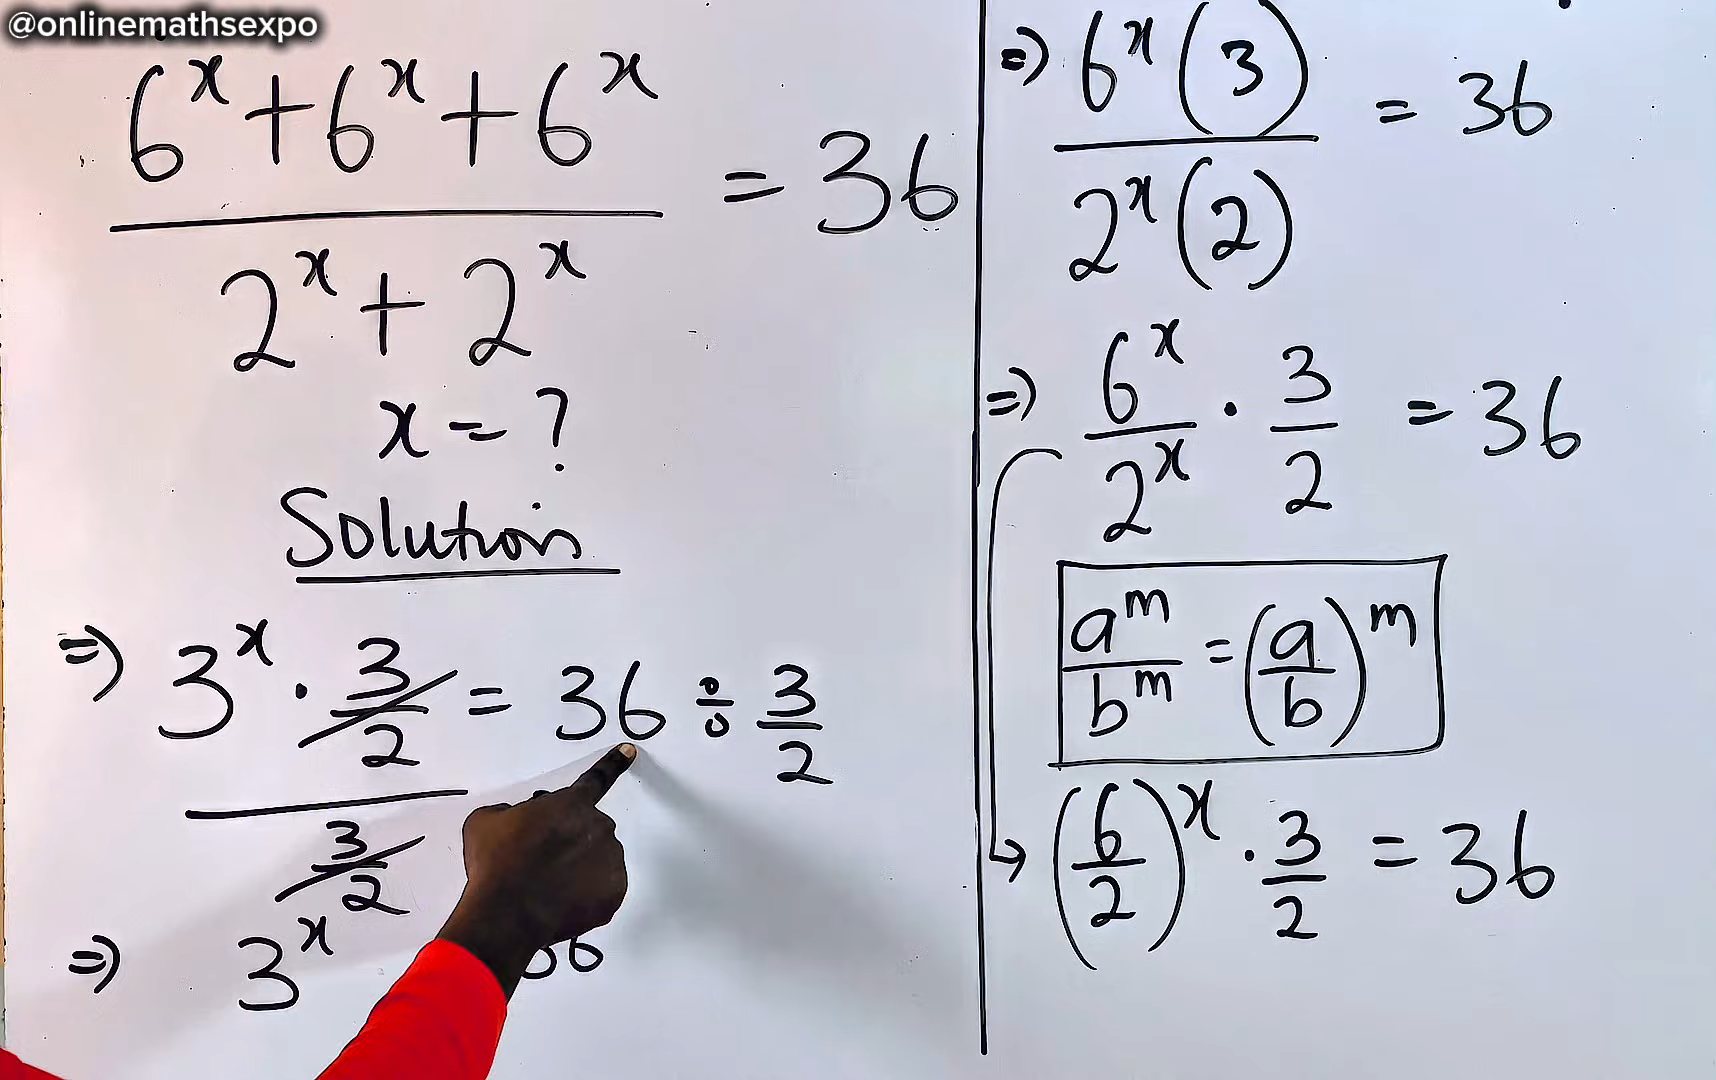 @onlinemathsexpo
6^x + 6^x + 6^x
———————— = 36
2^x + 2^x
x = ?
Solution
⇒ 3^x · 3/2 = 36 ÷ 3/2
————
3/2
⇒ 3^x 36
⇒ 6^x (3)
———— = 36
2^x (2)
⇒ 6^x/2^x · 3/2 = 36
a^m/b^m = (a/b)^m
↳ (6/2)^x · 3/2 = 36